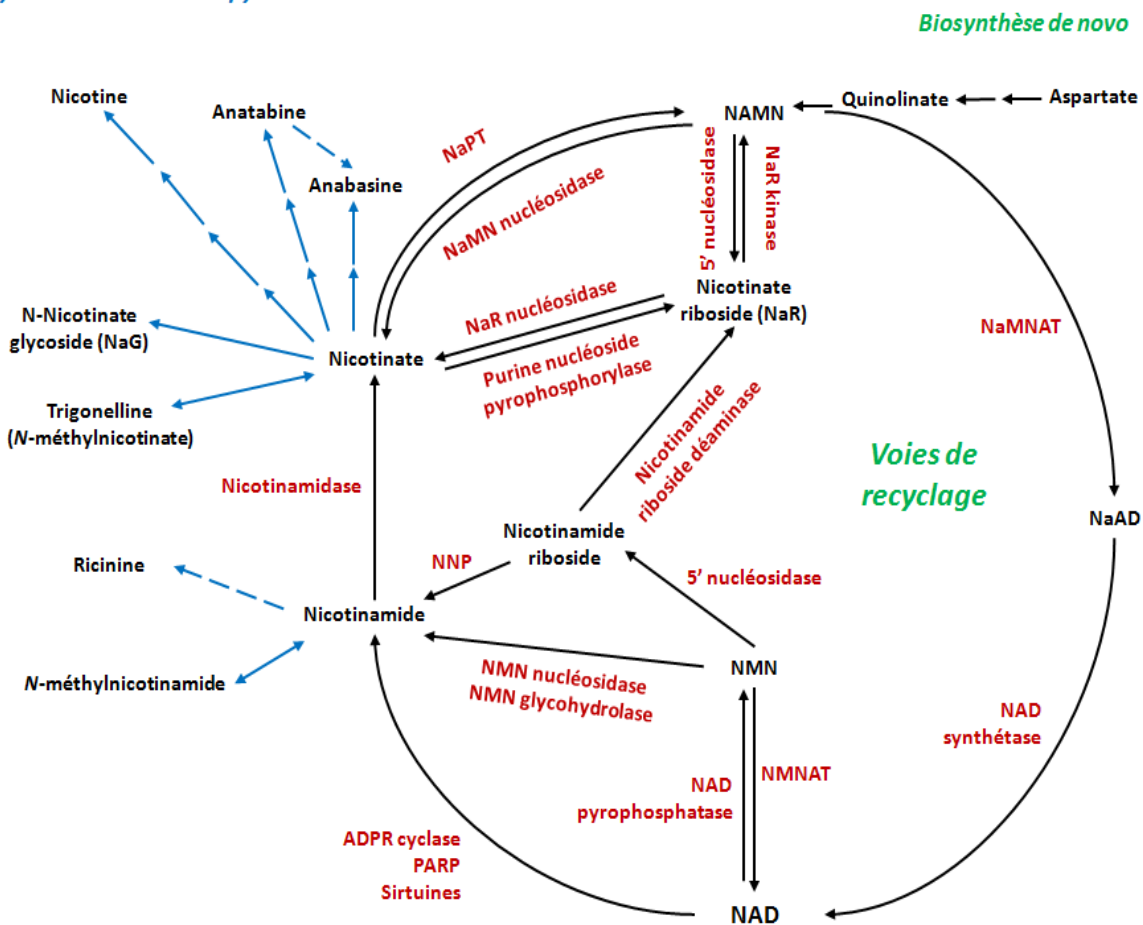 Biosynthèse de novo
Nicotine
Anatabine
Anabasine
NaPT
NaMN nucléosidase
NAMN
Quinolinate
Aspartate
5’ nucléosidase
NaR kinase
Nicotinate
riboside (NaR)
NaR nucléosidase
Purine nucléoside
pyrophosphorylase
N-Nicotinate
glycoside (NaG)
Nicotinate
NaMNAT
Trigonelline
(N-méthylnicotinate)
Nicotinamide
riboside déaminase
Voies de
recyclage
Nicotinamidase
NaAD
Nicotinamide
riboside
Ricinine
NNP
5’ nucléosidase
Nicotinamide
N-méthylnicotinamide
NMN nucléosidase
NMN glycohydrolase
NMN
NAD
synthétase
NAD
pyrophosphatase
NMNAT
ADPR cyclase
PARP
Sirtuines
NAD